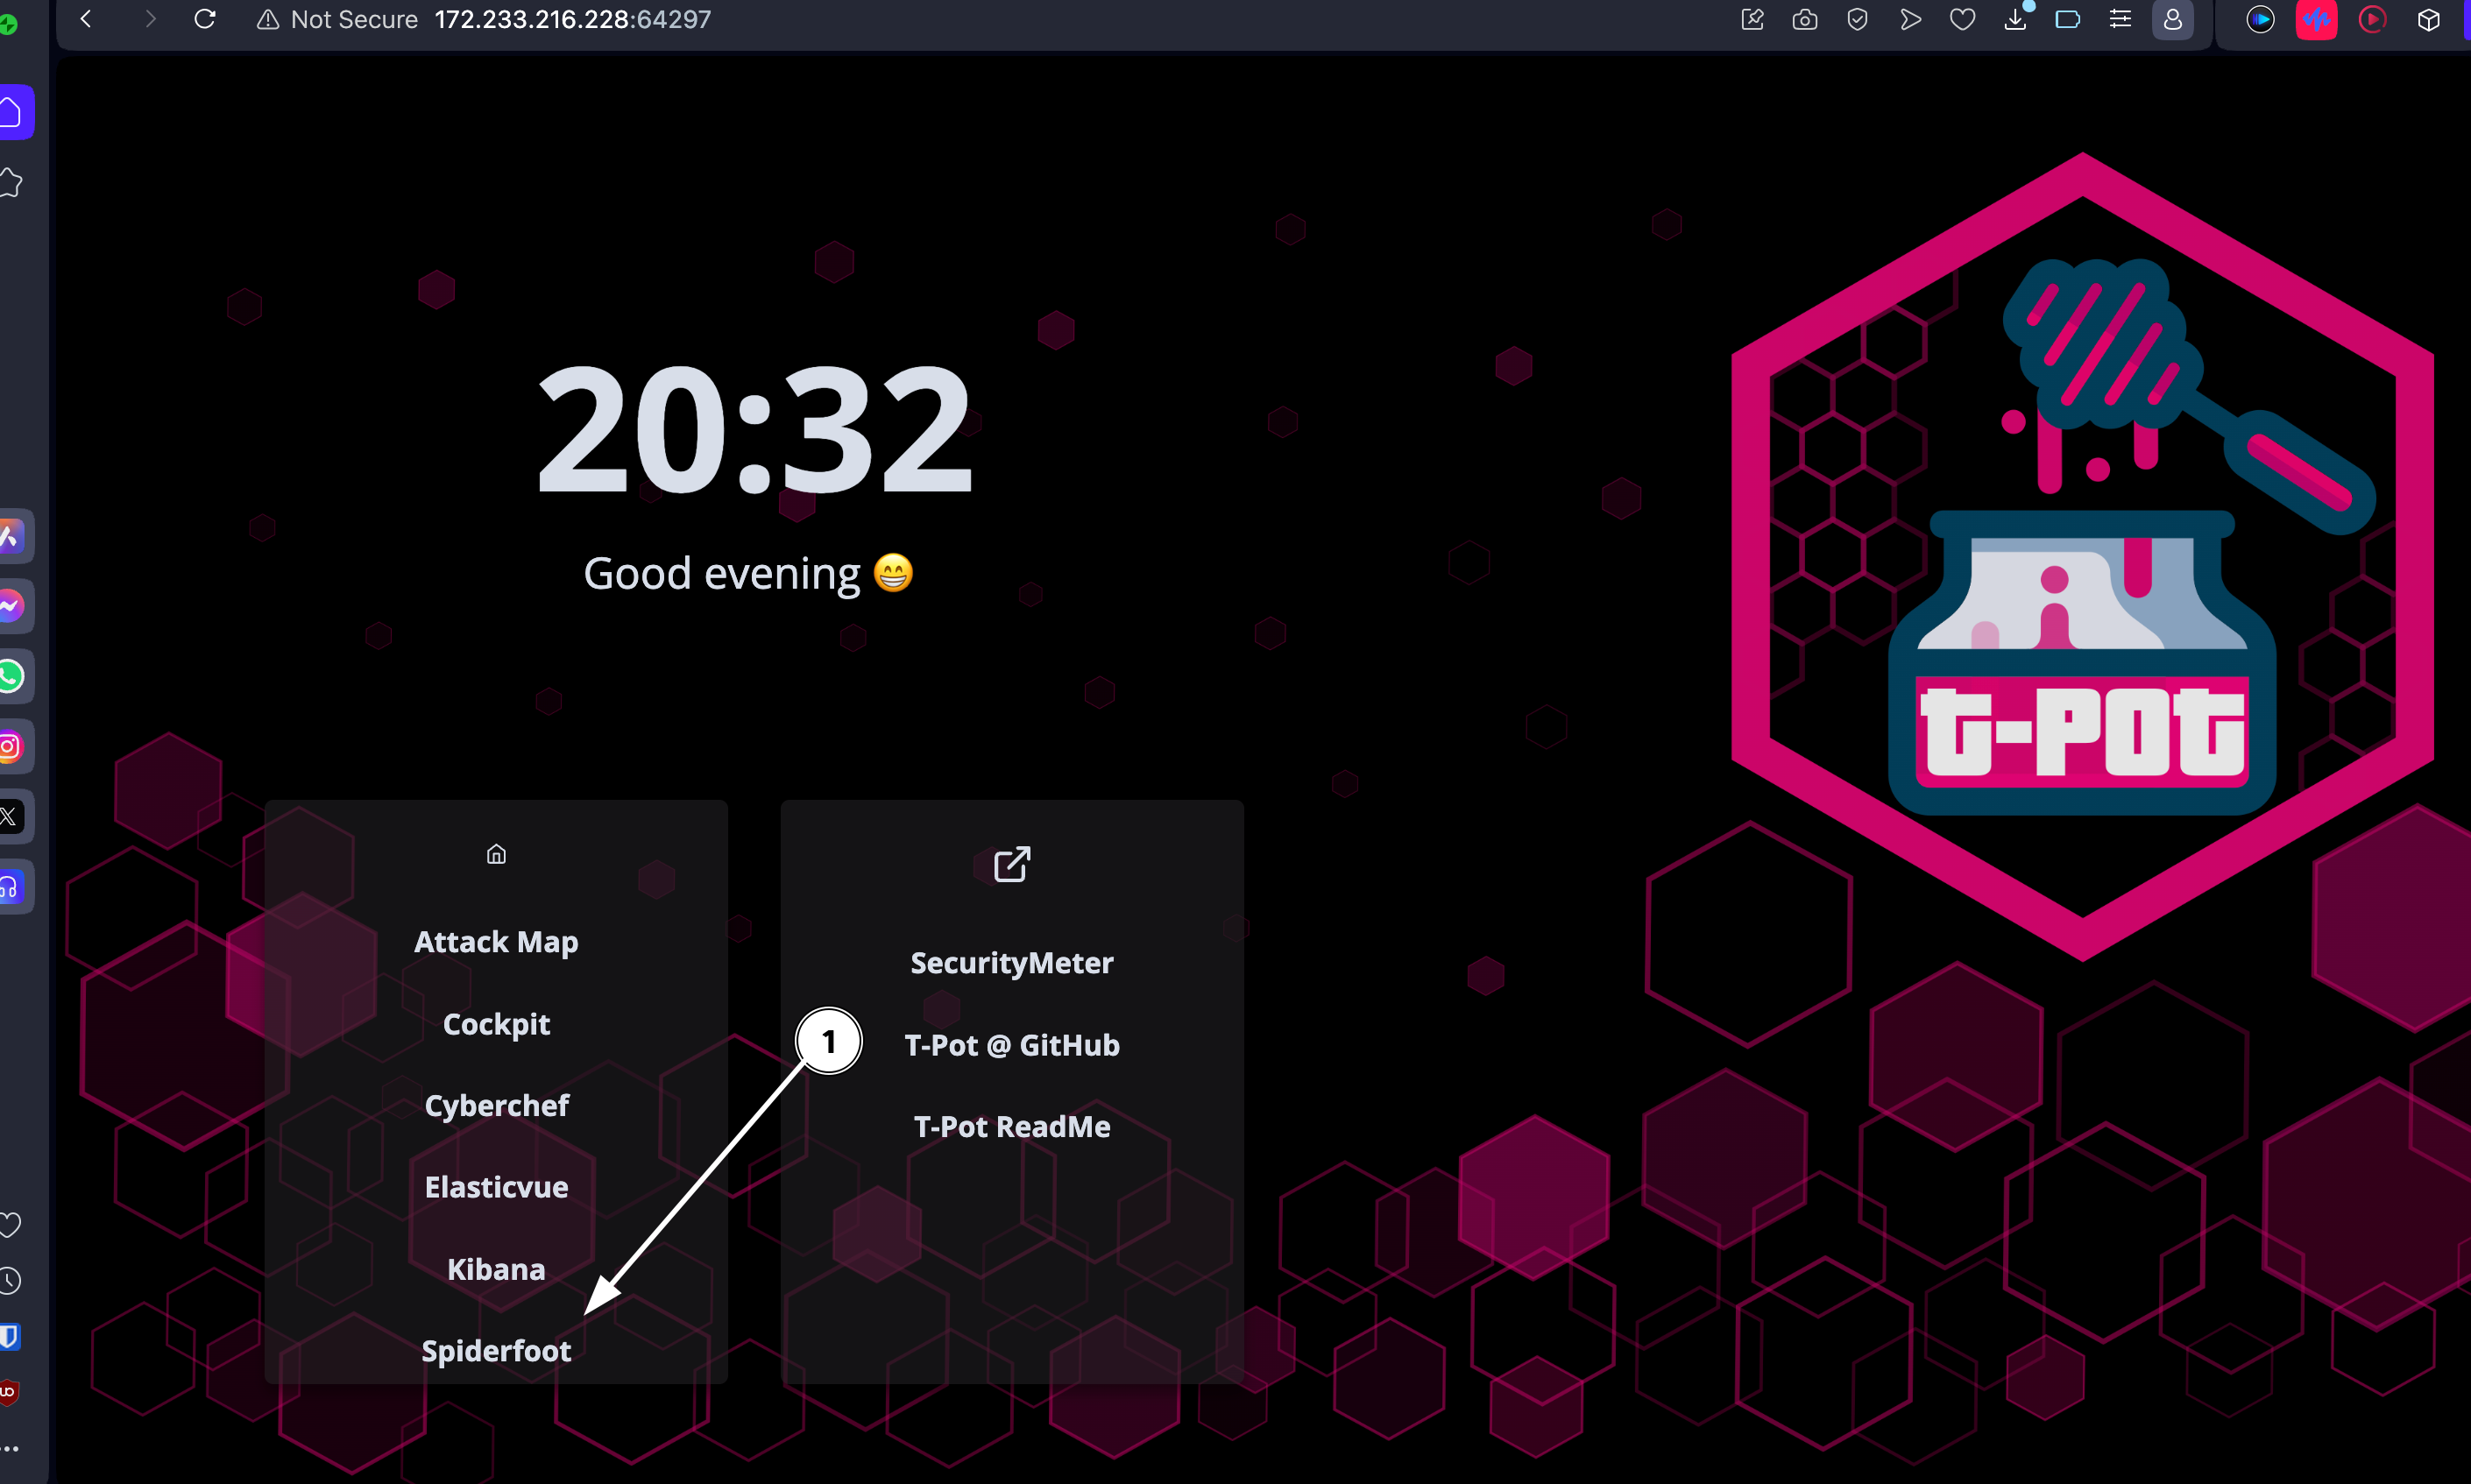 Not Secure 172.233.216.228:64297
20:32
Good evening 😁
t-pot
Attack Map
Cockpit
Cyberchef
Elasticvue
Kibana
Spiderfoot
1
SecurityMeter
T-Pot @ GitHub
T-Pot ReadMe